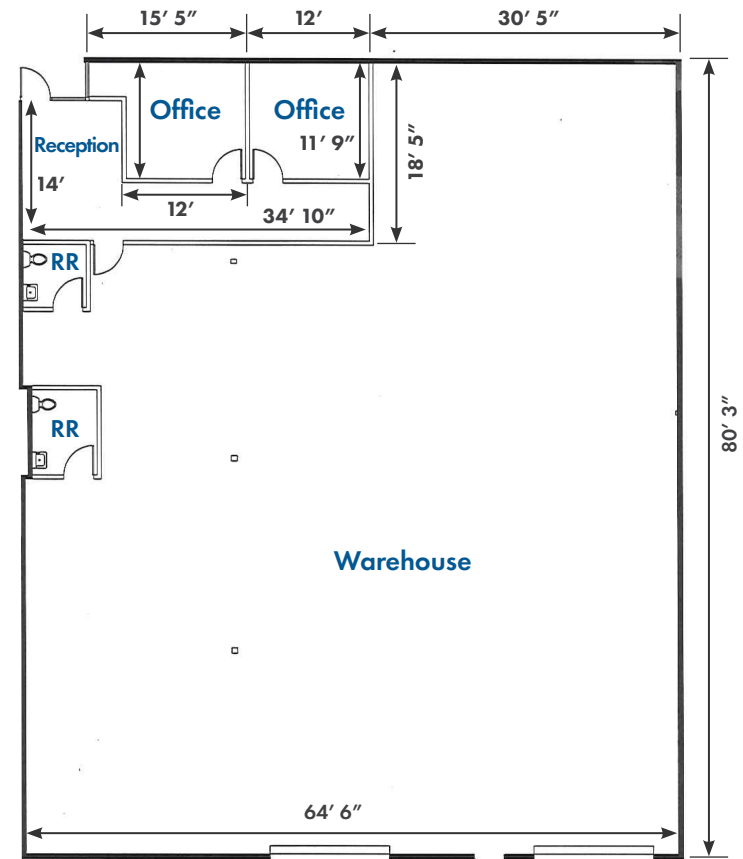 15′ 5″ 12′ 30′ 5″
Office Office
Reception 11′ 9″ 18′ 5″
14′
12′ 34′ 10″
RR
RR
80′ 3″
Warehouse
64′ 6″